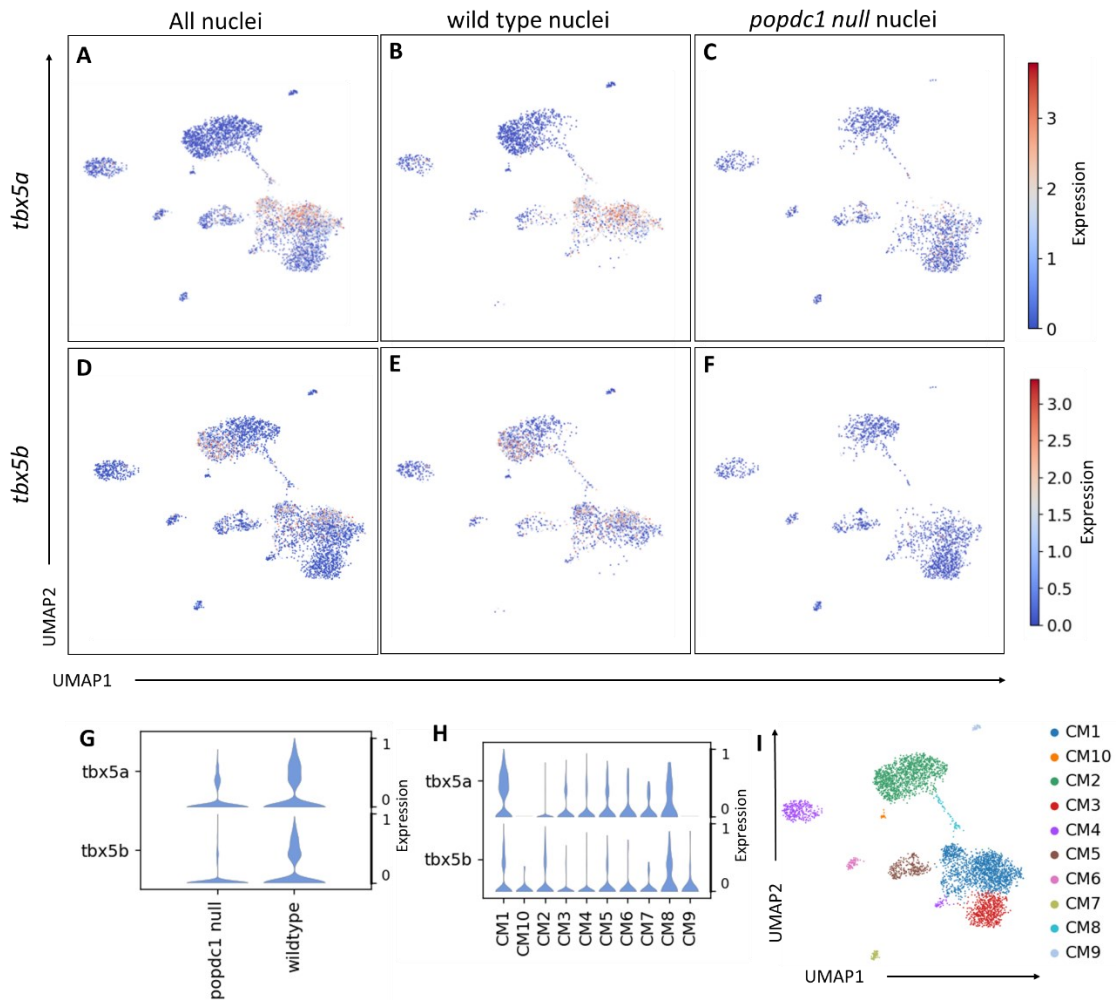 All nuclei
wild type nuclei
popdc1 null nuclei
A
B
C
tbx5a
3
2
1
0
Expression
D
E
F
tbx5b
3.0
2.5
2.0
1.5
1.0
0.5
0.0
Expression
UMAP2
UMAP1
G
tbx5a
tbx5b
1
0
1
0
Expression
popdc1 null
wildtype
H
tbx5a
tbx5b
1
0
1
0
Expression
CM1
CM10
CM2
CM3
CM4
CM5
CM6
CM7
CM8
CM9
I
UMAP2
UMAP1
CM1
CM10
CM2
CM3
CM4
CM5
CM6
CM7
CM8
CM9